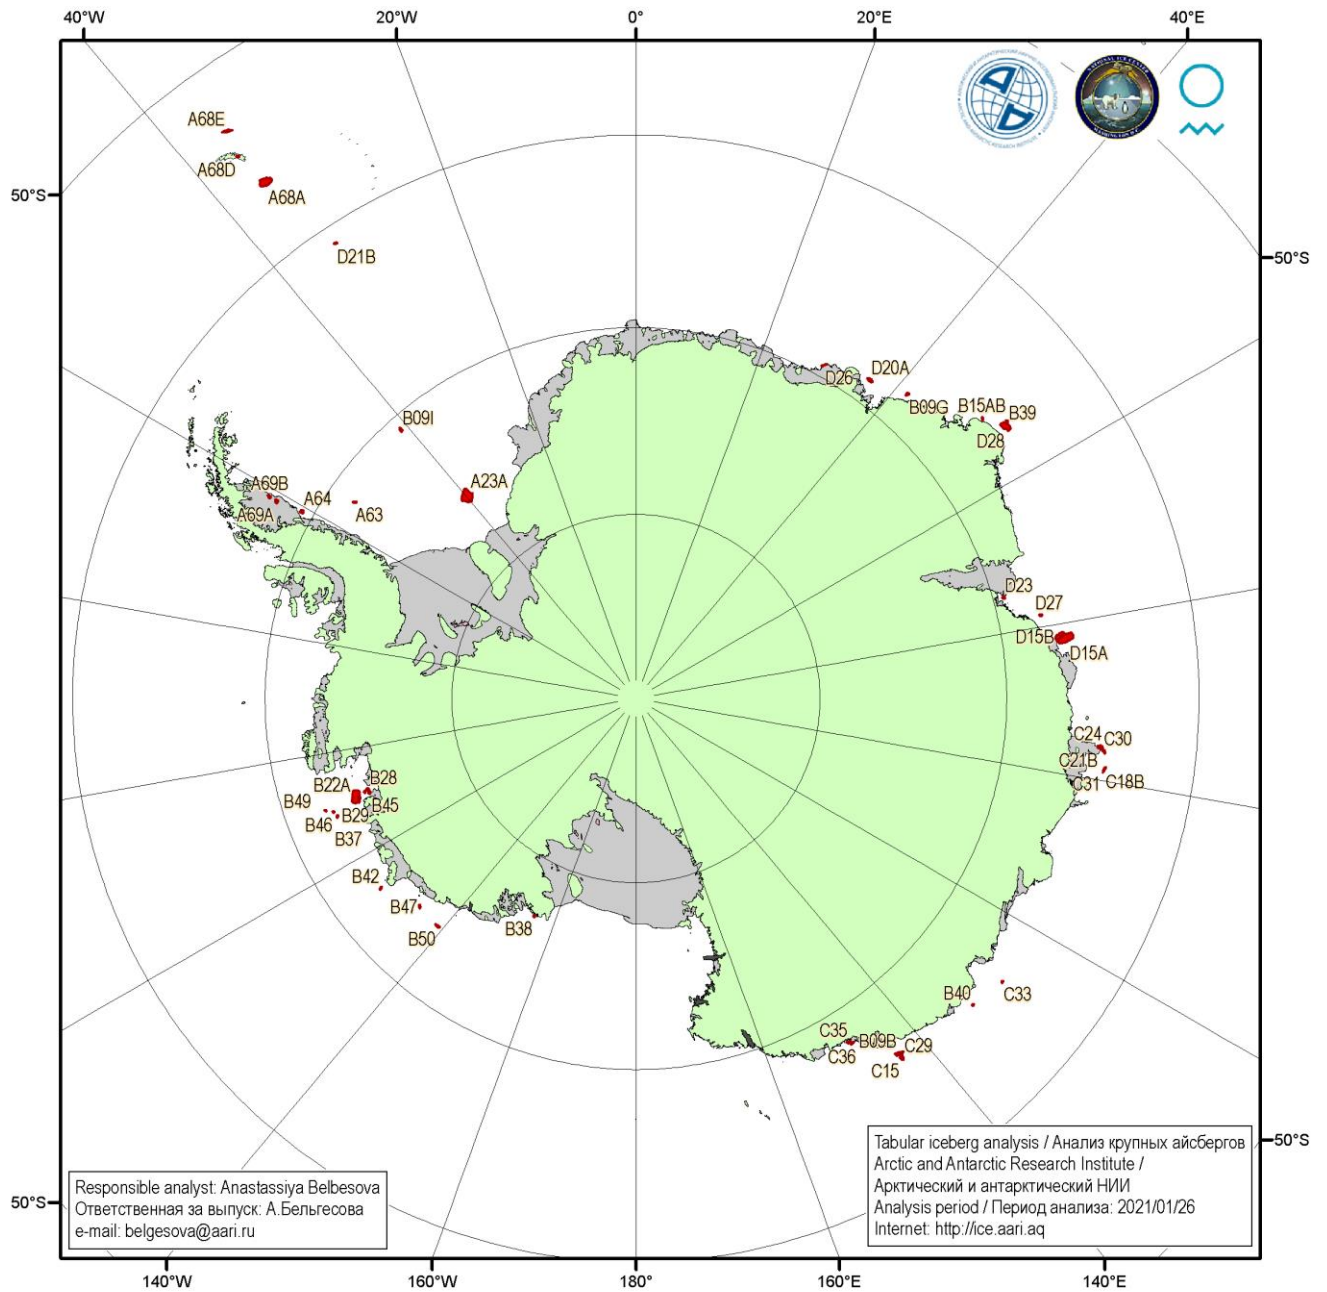 40°W
20°W
0°
20°E
40°E
NATIONAL ICE CENTER
WASHINGTON D.C.
A68E
A68D
A68A
50°S
D21B
50°S
D26
D20A
B09G
B15AB
B39
D28
B09I
A23A
A69B
A64
A69A
A63
D23
D27
D15B
D15A
C24
C30
C21B
C31
C18B
B28
B22A
B49
B29
B45
B46
B37
B42
B47
B50
B38
B40
C33
C35
B09B
C29
C36
C15
Tabular iceberg analysis / Анализ крупных айсбергов
Arctic and Antarctic Research Institute /
Арктический и антарктический НИИ
Analysis period / Период анализа: 2021/01/26
Internet: http://ice.aari.aq
50°S
Responsible analyst: Anastassiya Belbesova
Ответственная за выпуск: А.Бельгесова
e-mail: belgesova@aari.ru
50°S
140°W
160°W
180°
160°E
140°E